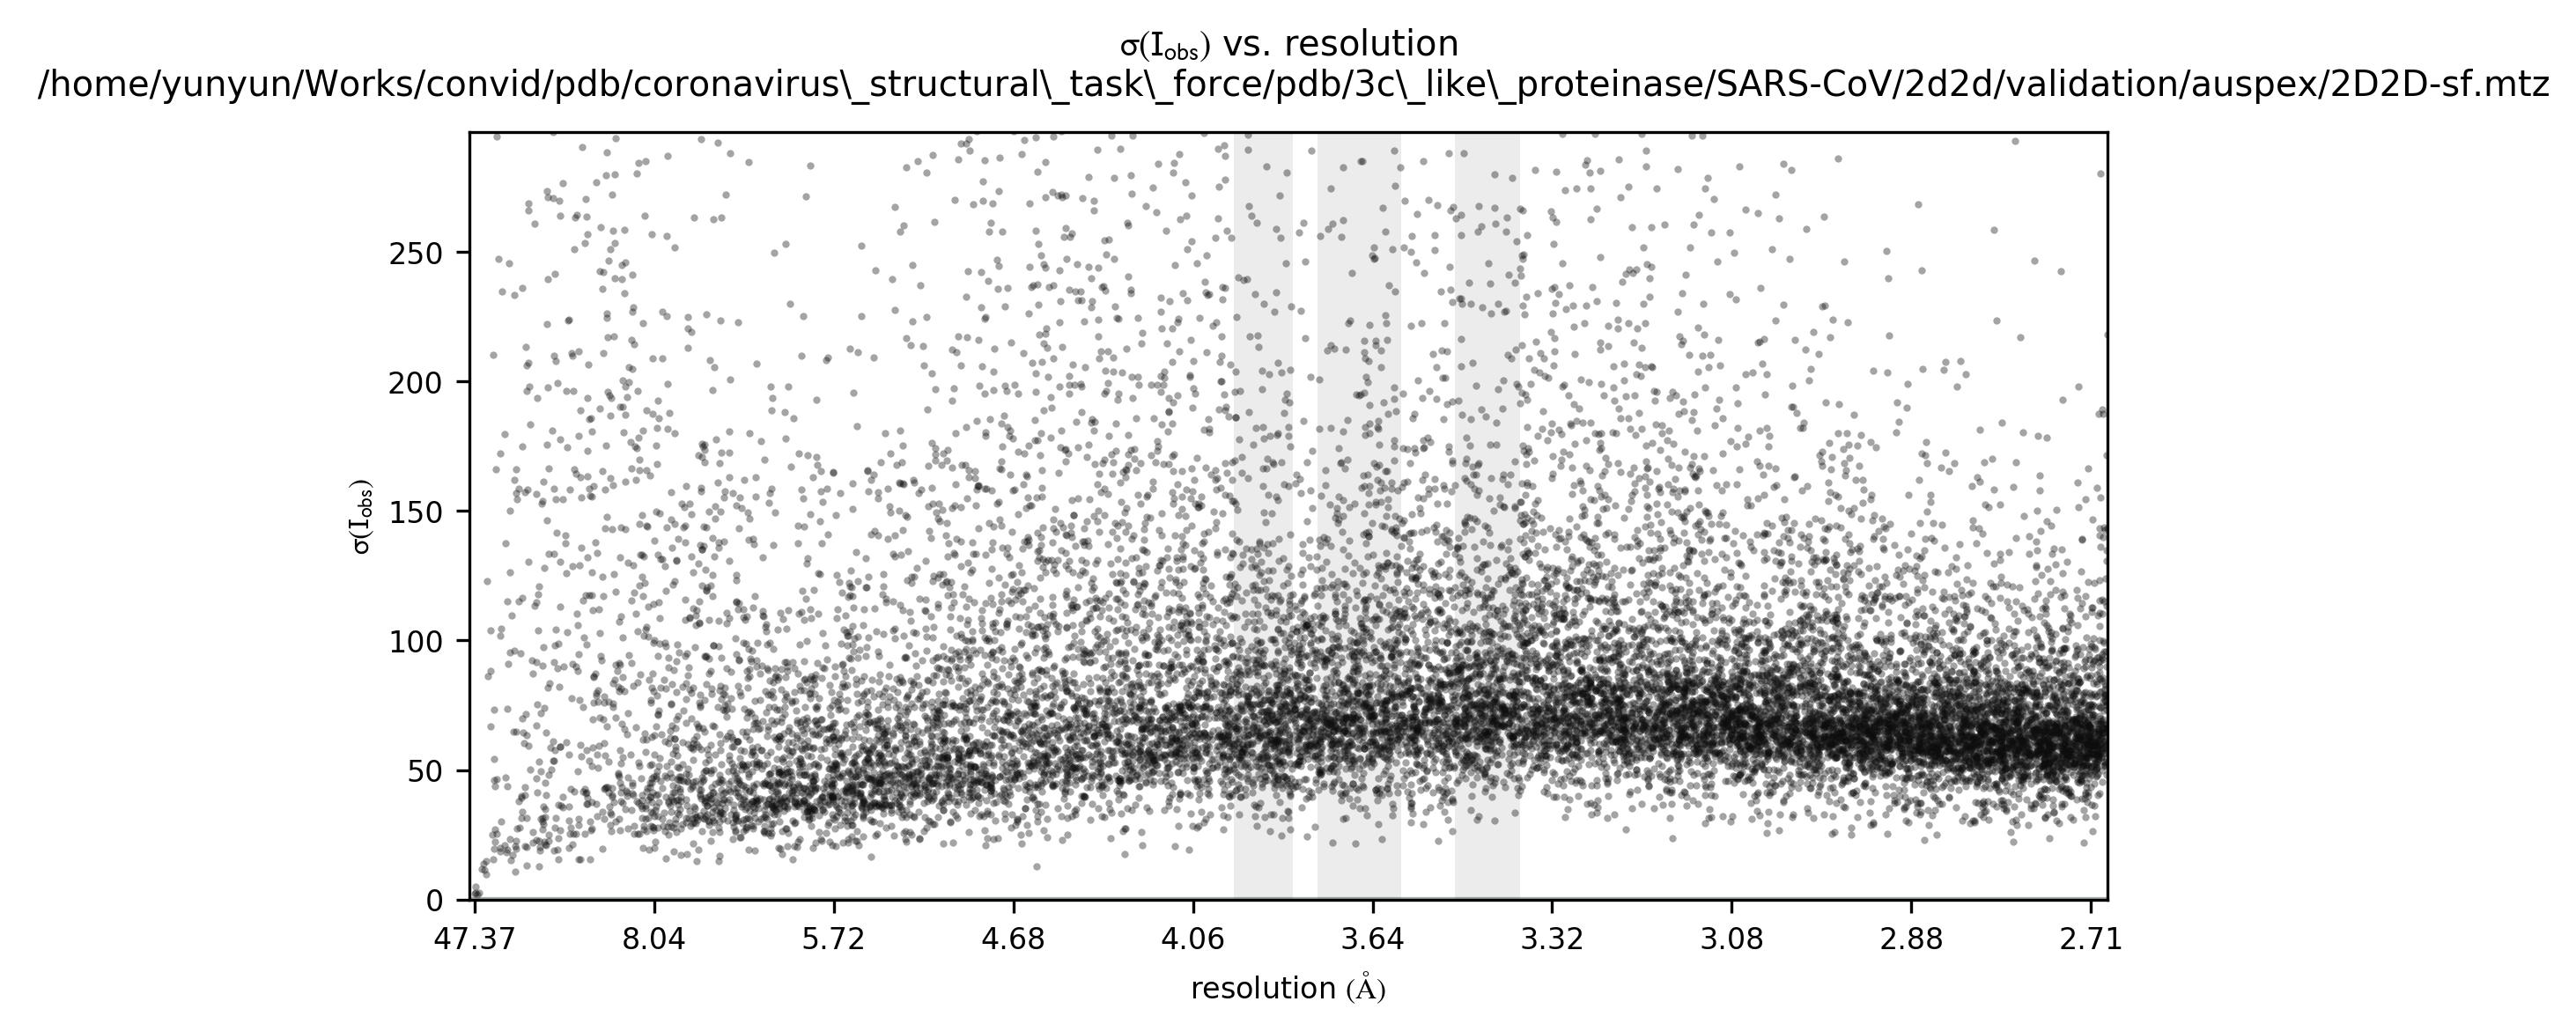 σ(I_obs) vs. resolution
/home/yunyun/Works/convid/pdb/coronavirus\_structural\_task\_force/pdb/3c\_like\_proteinase/SARS-CoV/2d2d/validation/auspex/2D2D-sf.mtz
σ(I_obs)
250
200
150
100
50
0
47.37 8.04 5.72 4.68 4.06 3.64 3.32 3.08 2.88 2.71
resolution (Å)